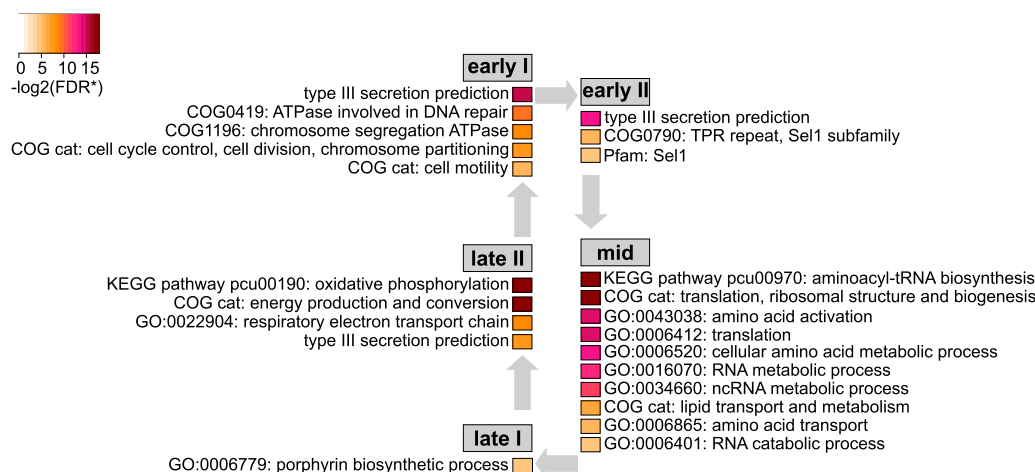 0 5 10 15
-log2(FDR*)
early I
type III secretion prediction
COG0419: ATPase involved in DNA repair
COG1196: chromosome segregation ATPase
COG cat: cell cycle control, cell division, chromosome partitioning
COG cat: cell motility
early II
type III secretion prediction
COG0790: TPR repeat, Sel1 subfamily
Pfam: Sel1
mid
KEGG pathway pcu00970: aminoacyl-tRNA biosynthesis
COG cat: translation, ribosomal structure and biogenesis
GO:0043038: amino acid activation
GO:0006412: translation
GO:0006520: cellular amino acid metabolic process
GO:0016070: RNA metabolic process
GO:0034660: ncRNA metabolic process
COG cat: lipid transport and metabolism
GO:0006865: amino acid transport
GO:0006401: RNA catabolic process
late II
KEGG pathway pcu00190: oxidative phosphorylation
COG cat: energy production and conversion
GO:0022904: respiratory electron transport chain
type III secretion prediction
late I
GO:0006779: porphyrin biosynthetic process